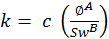 k = c (∅^A / Sw^B)